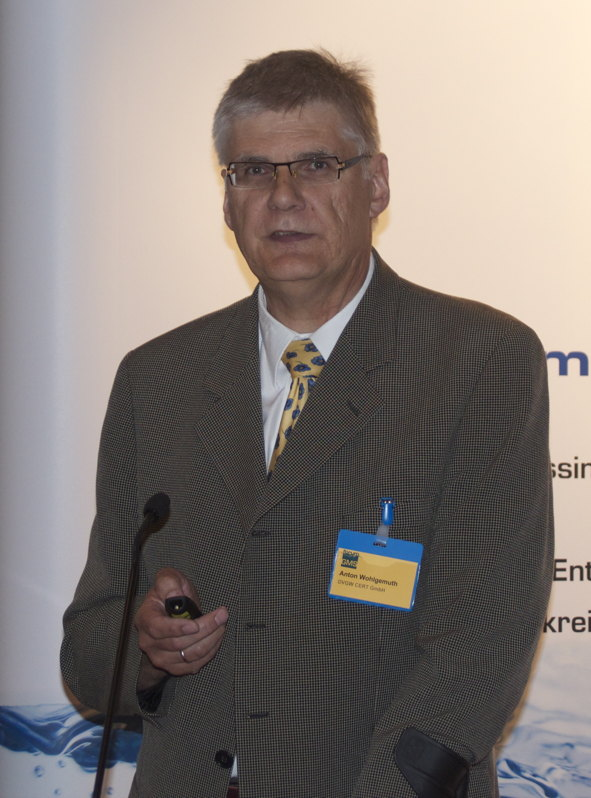 m
ssin
Ent
krei
GMS
Anton Wohlgemuth
DVGW CERT GmbH